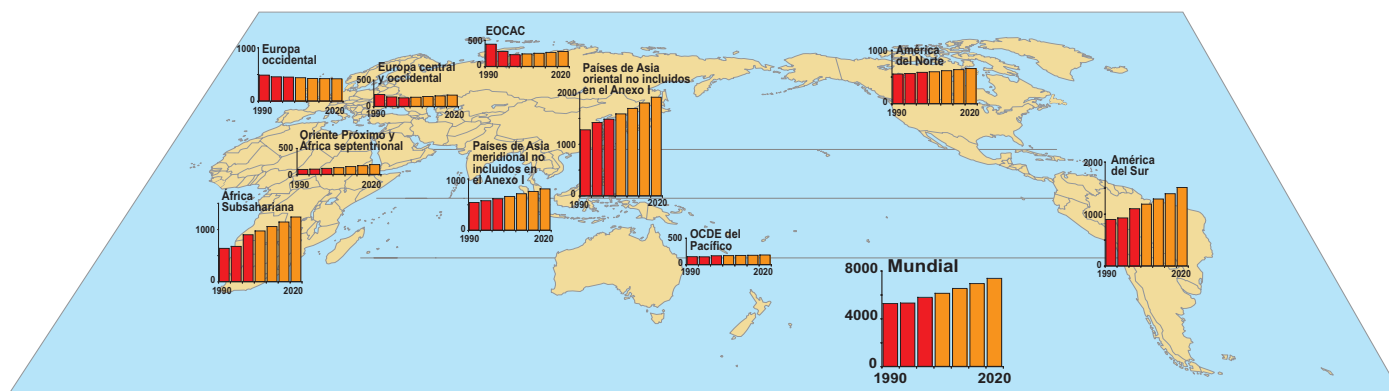 EOCAC
500
0
1990
2020
Europa
occidental
1000
0
1990
2020
Europa central
y occidental
500
0
1990
2020
Países de Asia
oriental no incluidos
en el Anexo I
2000
1000
0
1990
2020
América
del Norte
1000
0
1990
2020
Oriente Próximo y
África septentrional
500
0
1990
2020
Países de Asia
meridional no
incluidos en
el Anexo I
1000
0
1990
2020
América
del Sur
2000
1000
0
1990
2020
África
Subsahariana
1000
0
1990
2020
OCDE del
Pacífico
500
0
1990
2020
Mundial
8000
4000
0
1990
2020